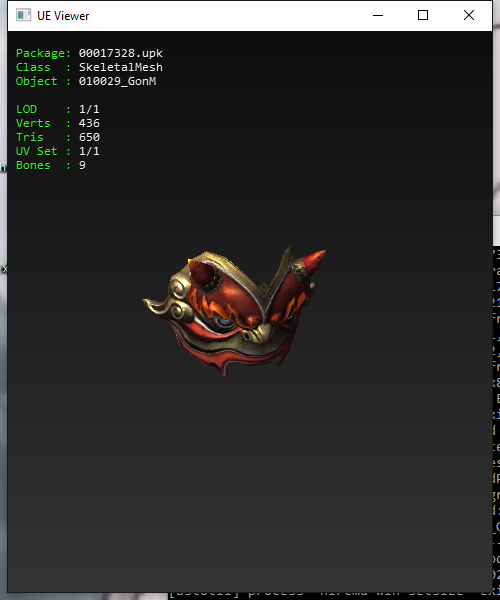 UE Viewer
Package: 00017328.upk
Class  : SkeletalMesh
Object : 010029_GonM
LOD    : 1/1
Verts  : 436
Tris   : 650
UV Set : 1/1
Bones  : 9